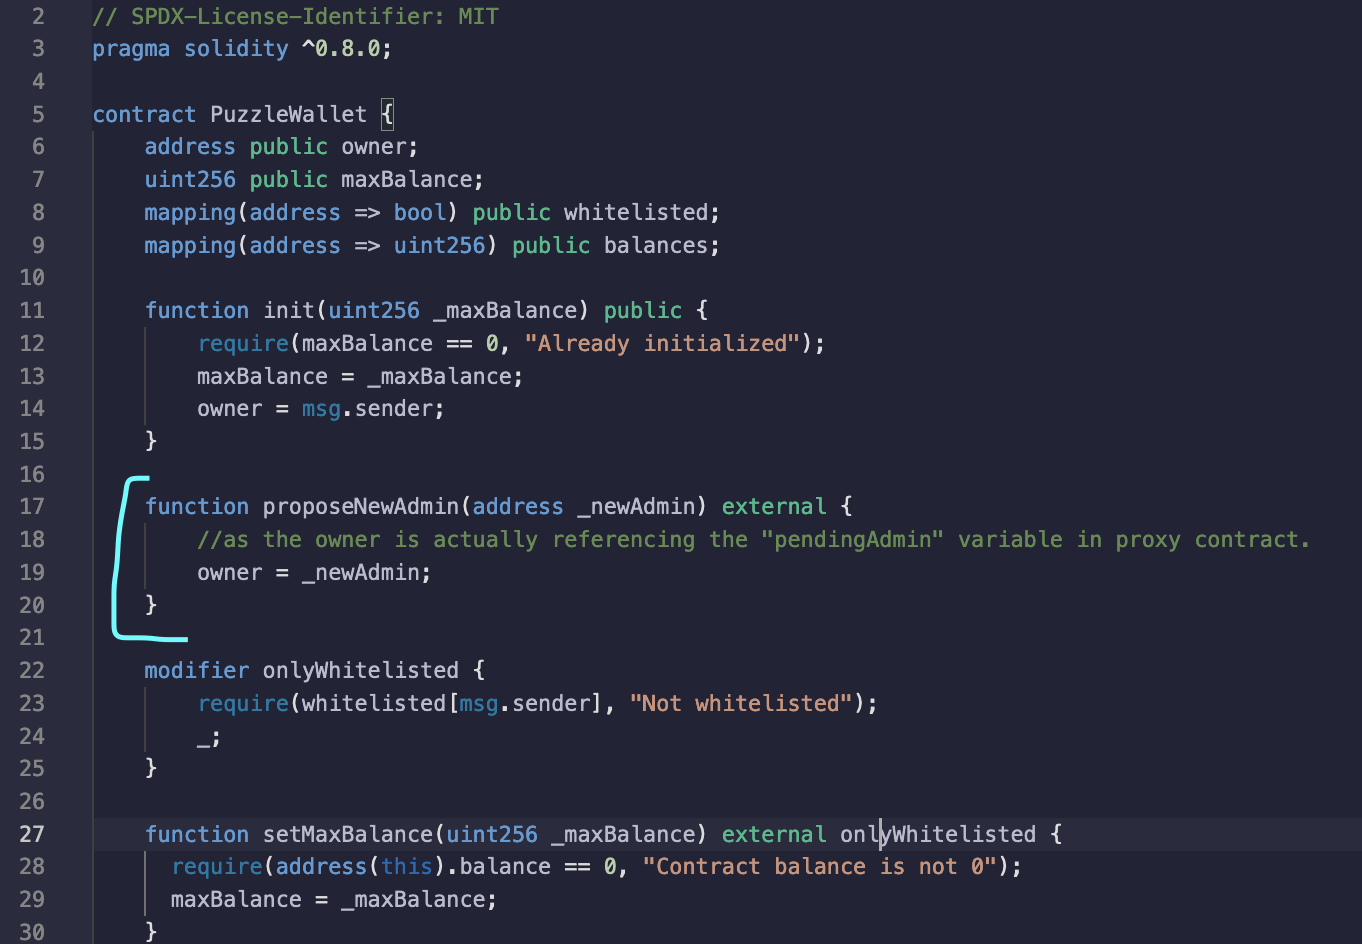 2 // SPDX-License-Identifier: MIT
3 pragma solidity ^0.8.0;
4
5 contract PuzzleWallet {
6 address public owner;
7 uint256 public maxBalance;
8 mapping(address => bool) public whitelisted;
9 mapping(address => uint256) public balances;
10
11 function init(uint256 _maxBalance) public {
12 require(maxBalance == 0, "Already initialized");
13 maxBalance = _maxBalance;
14 owner = msg.sender;
15 }
16
17 function proposeNewAdmin(address _newAdmin) external {
18 //as the owner is actually referencing the "pendingAdmin" variable in proxy contract.
19 owner = _newAdmin;
20 }
21
22 modifier onlyWhitelisted {
23 require(whitelisted[msg.sender], "Not whitelisted");
24 _;
25 }
26
27 function setMaxBalance(uint256 _maxBalance) external onlyWhitelisted {
28 require(address(this).balance == 0, "Contract balance is not 0");
29 maxBalance = _maxBalance;
30 }